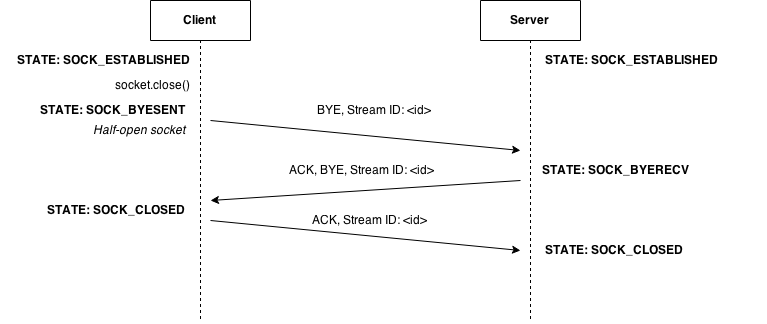 Client
Server
STATE: SOCK_ESTABLISHED
STATE: SOCK_ESTABLISHED
socket.close()
STATE: SOCK_BYESENT
BYE, Stream ID: <id>
Half-open socket
ACK, BYE, Stream ID: <id>
STATE: SOCK_BYERECV
STATE: SOCK_CLOSED
ACK, Stream ID: <id>
STATE: SOCK_CLOSED